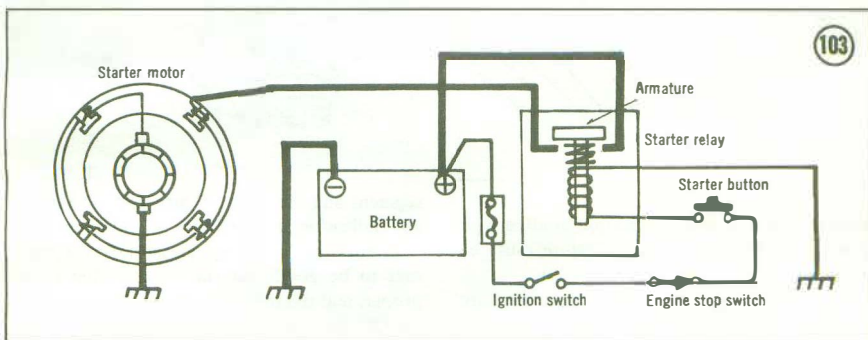 103
Starter motor
Armature
Starter relay
Starter button
Battery
Ignition switch
Engine stop switch